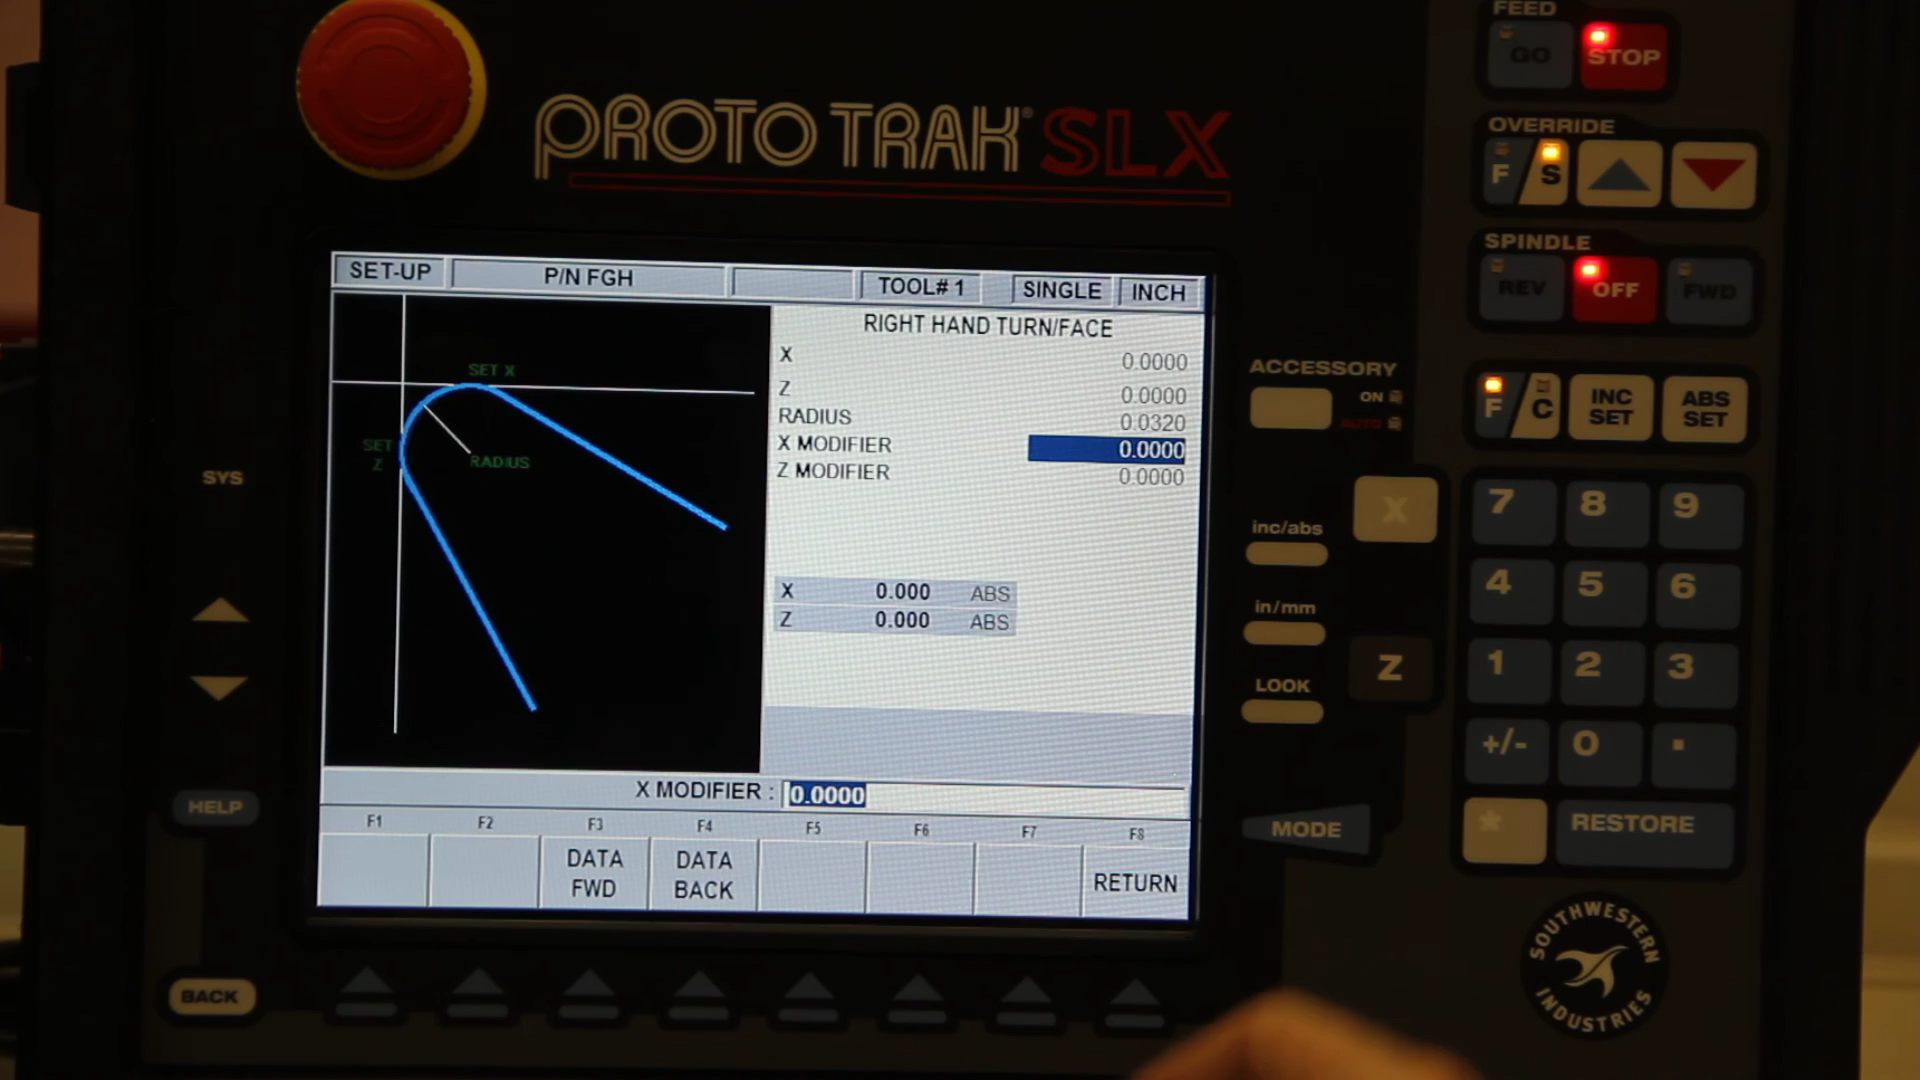 FEED
GO STOP
PROTO TRAK® SLX
OVERRIDE
F S
SPINDLE
REV OFF FWD
SET-UP P/N FGH TOOL# 1 SINGLE INCH
RIGHT HAND TURN/FACE
X 0.0000
Z 0.0000
RADIUS 0.0320
X MODIFIER 0.0000
Z MODIFIER 0.0000
SET X
SET
Z
RADIUS
X 0.000 ABS
Z 0.000 ABS
X MODIFIER : 0.0000
F1 F2 F3 F4 F5 F6 F7 F8
DATA
FWD
DATA
BACK
RETURN
SYS
HELP
BACK
ACCESSORY
ON
AUTO
F C
INC
SET
ABS
SET
inc/abs
X
in/mm
LOOK
Z
MODE
7 8 9
4 5 6
1 2 3
+/- 0 .
* RESTORE
SOUTHWESTERN
INDUSTRIES